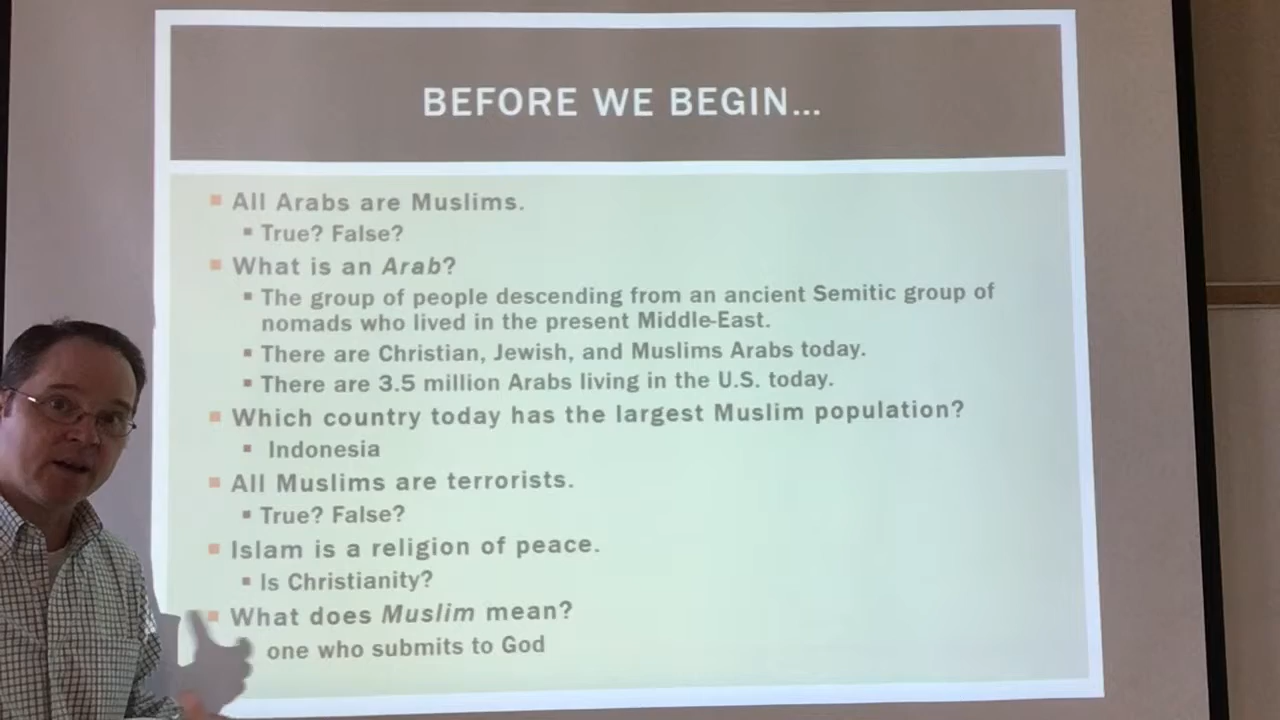 BEFORE WE BEGIN...
All Arabs are Muslims.
True? False?
What is an Arab?
The group of people descending from an ancient Semitic group of
nomads who lived in the present Middle-East.
There are Christian, Jewish, and Muslims Arabs today.
There are 3.5 million Arabs living in the U.S. today.
Which country today has the largest Muslim population?
Indonesia
All Muslims are terrorists.
True? False?
Islam is a religion of peace.
Is Christianity?
What does Muslim mean?
one who submits to God